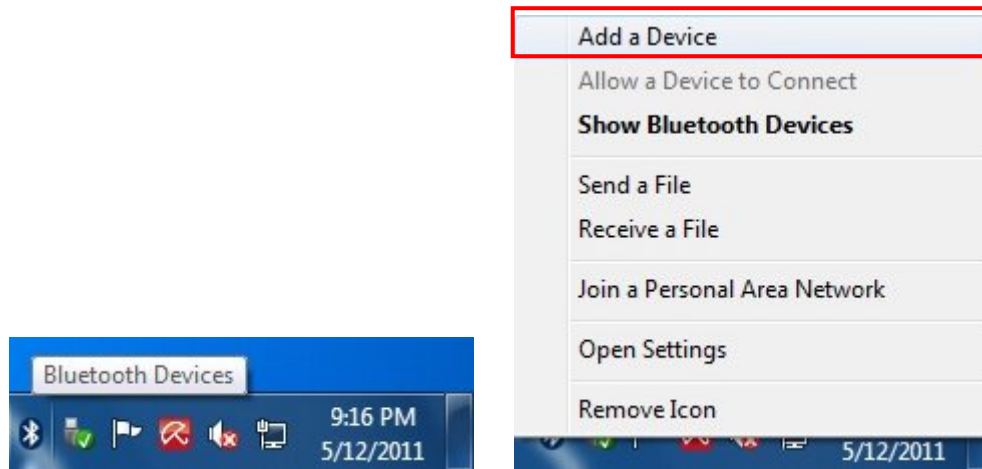 Bluetooth Devices
9:16 PM
5/12/2011
Add a Device
Allow a Device to Connect
Show Bluetooth Devices
Send a File
Receive a File
Join a Personal Area Network
Open Settings
Remove Icon
5/12/2011